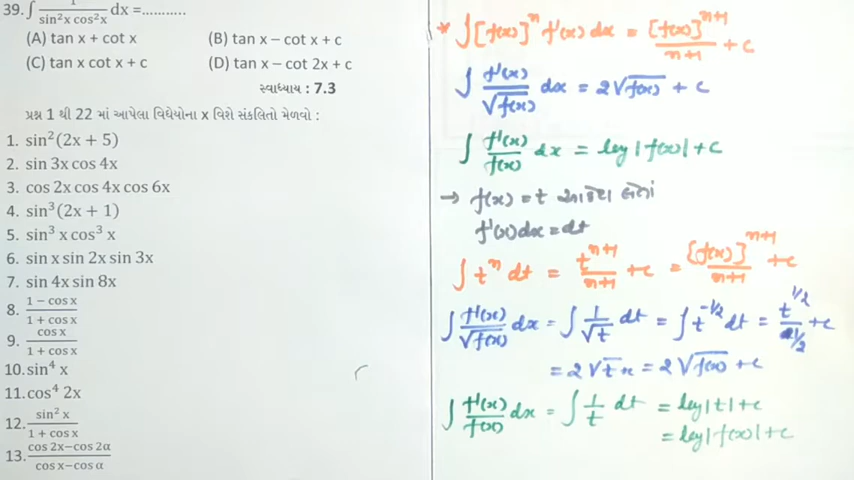 39. ∫ 1/(sin²x cos²x) dx =...........
(A) tan x + cot x (B) tan x − cot x + c
(C) tan x cot x + c (D) tan x − cot 2x + c
સ્વાધ્યાય : 7.3
પ્રશ્ન 1 થી 22 માં આપેલા વિધેયોના x વિશે સંકલિતો મેળવો :
1. sin²(2x + 5)
2. sin 3x cos 4x
3. cos 2x cos 4x cos 6x
4. sin³(2x + 1)
5. sin³ x cos³ x
6. sin x sin 2x sin 3x
7. sin 4x sin 8x
8. (1 − cos x)/(1 + cos x)
9. cos x/(1 + cos x)
10. sin⁴ x
11. cos⁴ 2x
12. sin² x/(1 + cos x)
13. (cos 2x−cos 2α)/(cos x−cos α)
* ∫[f(x)]ⁿ f'(x) dx = [f(x)]ⁿ⁺¹/(n+1) + c
∫ f'(x)/√f(x) dx = 2√f(x) + c
∫ f'(x)/f(x) dx = log|f(x)| + c
→ f(x) = t આદેશ લેતાં
f'(x)dx = dt
∫ tⁿ dt = tⁿ⁺¹/(n+1) + c = [f(x)]ⁿ⁺¹/(n+1) + c
∫ f'(x)/√f(x) dx = ∫ 1/√t dt = ∫ t^(-1/2) dt = t^(1/2)/(1/2) + c
= 2√t = 2√f(x) + c
∫ f'(x)/f(x) dx = ∫ 1/t dt = log|t| + c
= log|f(x)| + c